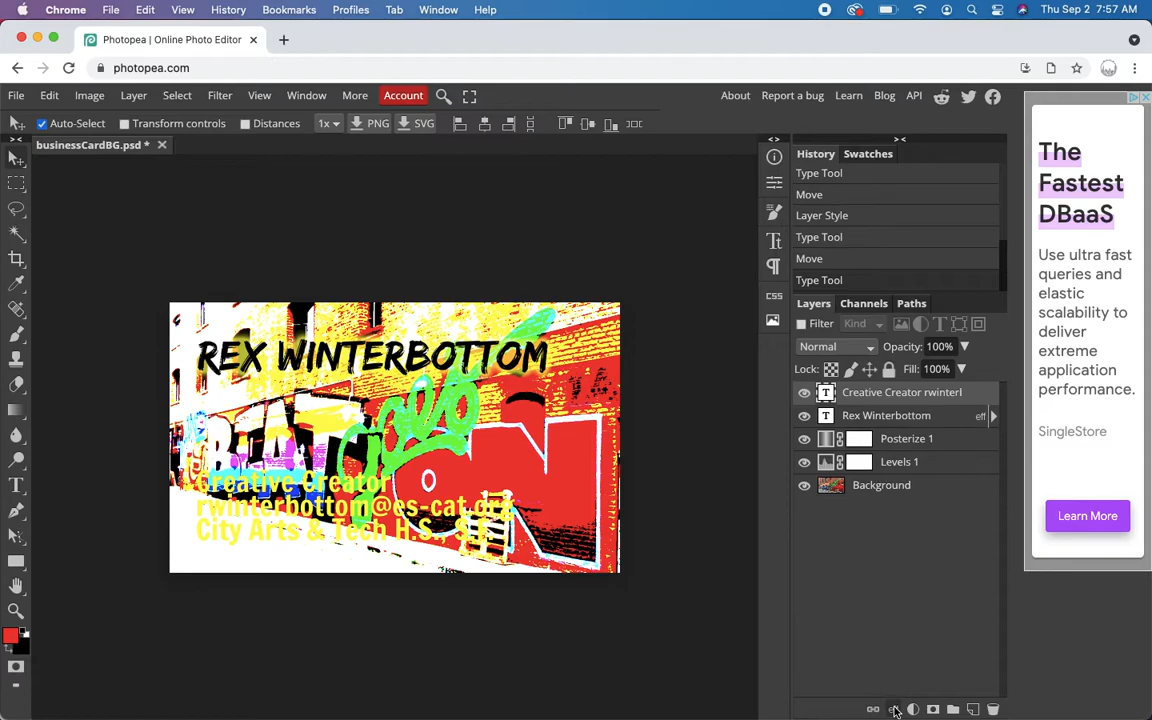 Chrome File Edit View History Bookmarks Profiles Tab Window Help Thu Sep 2 7:57 AM
Photopea | Online Photo Editor
photopea.com
File Edit Image Layer Select Filter View Window More Account About Report a bug Learn Blog API
Auto-Select Transform controls Distances 1x PNG SVG
businessCardBG.psd *
History Swatches
Type Tool
Move
Layer Style
Type Tool
Move
Type Tool
Layers Channels Paths
Filter Kind
Normal Opacity: 100%
Lock: Fill: 100%
Creative Creator rwinterl
Rex Winterbottom eff
Posterize 1
Levels 1
Background
CSS
REX WINTERBOTTOM
Creative Creator
rwinterbottom@es-cat.org
City Arts & Tech H.S., S.F.
The
Fastest
DBaaS
Use ultra fast
queries and
elastic
scalability to
deliver
extreme
application
performance.
SingleStore
Learn More